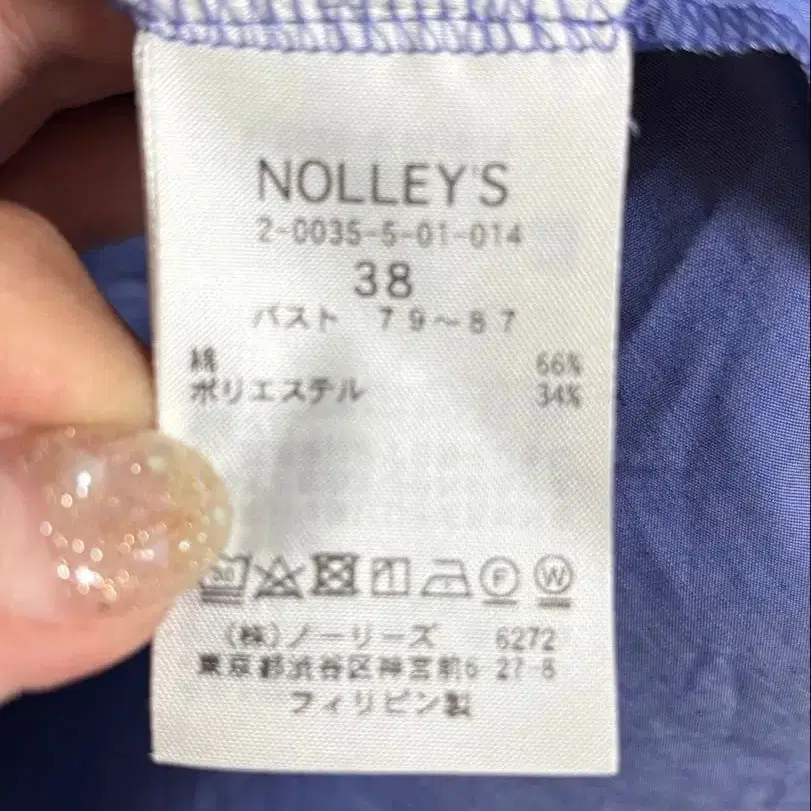 NOLLEY'S
2-0035-5-01-014
38
バスト 79~87
綿 66%
ポリエステル 34%
F W
(株)ノーリーズ 6272
東京都渋谷区神宮前6-27-8
フィリピン製